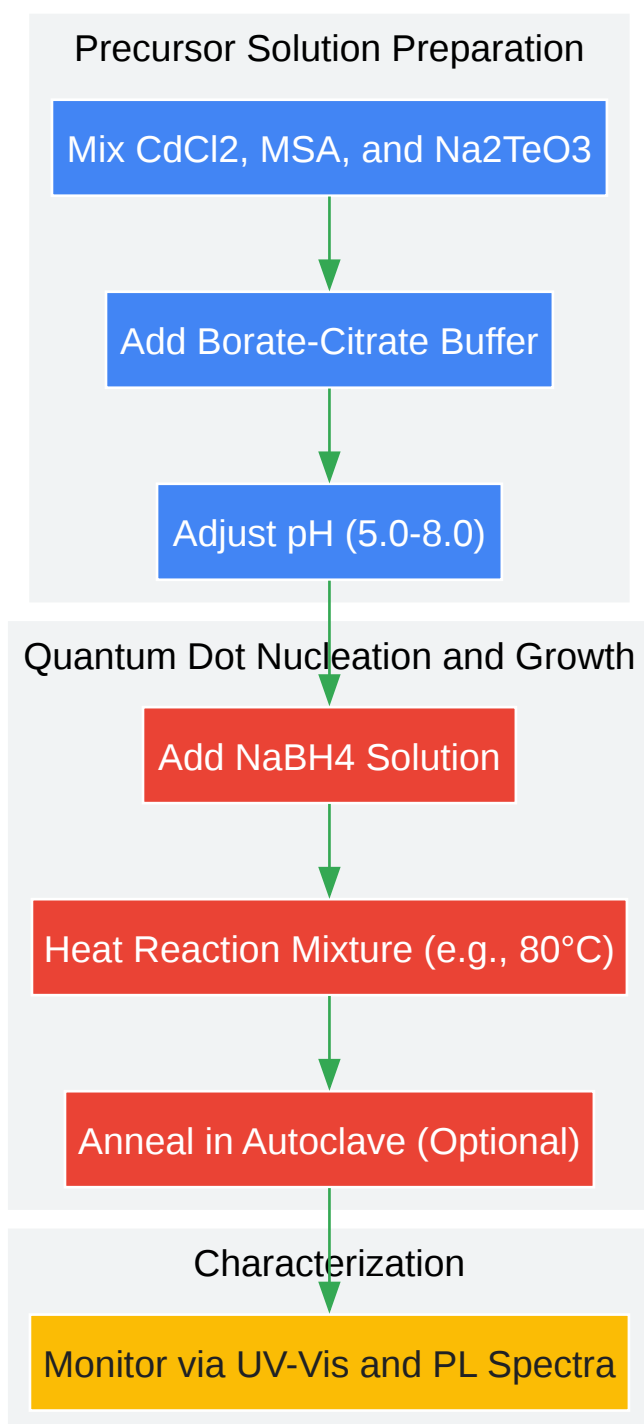 Precursor Solution Preparation
Mix CdCl2, MSA, and Na2TeO3
Add Borate-Citrate Buffer
Adjust pH (5.0-8.0)
Quantum Dot Nucleation and Growth
Add NaBH4 Solution
Heat Reaction Mixture (e.g., 80°C)
Anneal in Autoclave (Optional)
Characterization
Monitor via UV-Vis and PL Spectra